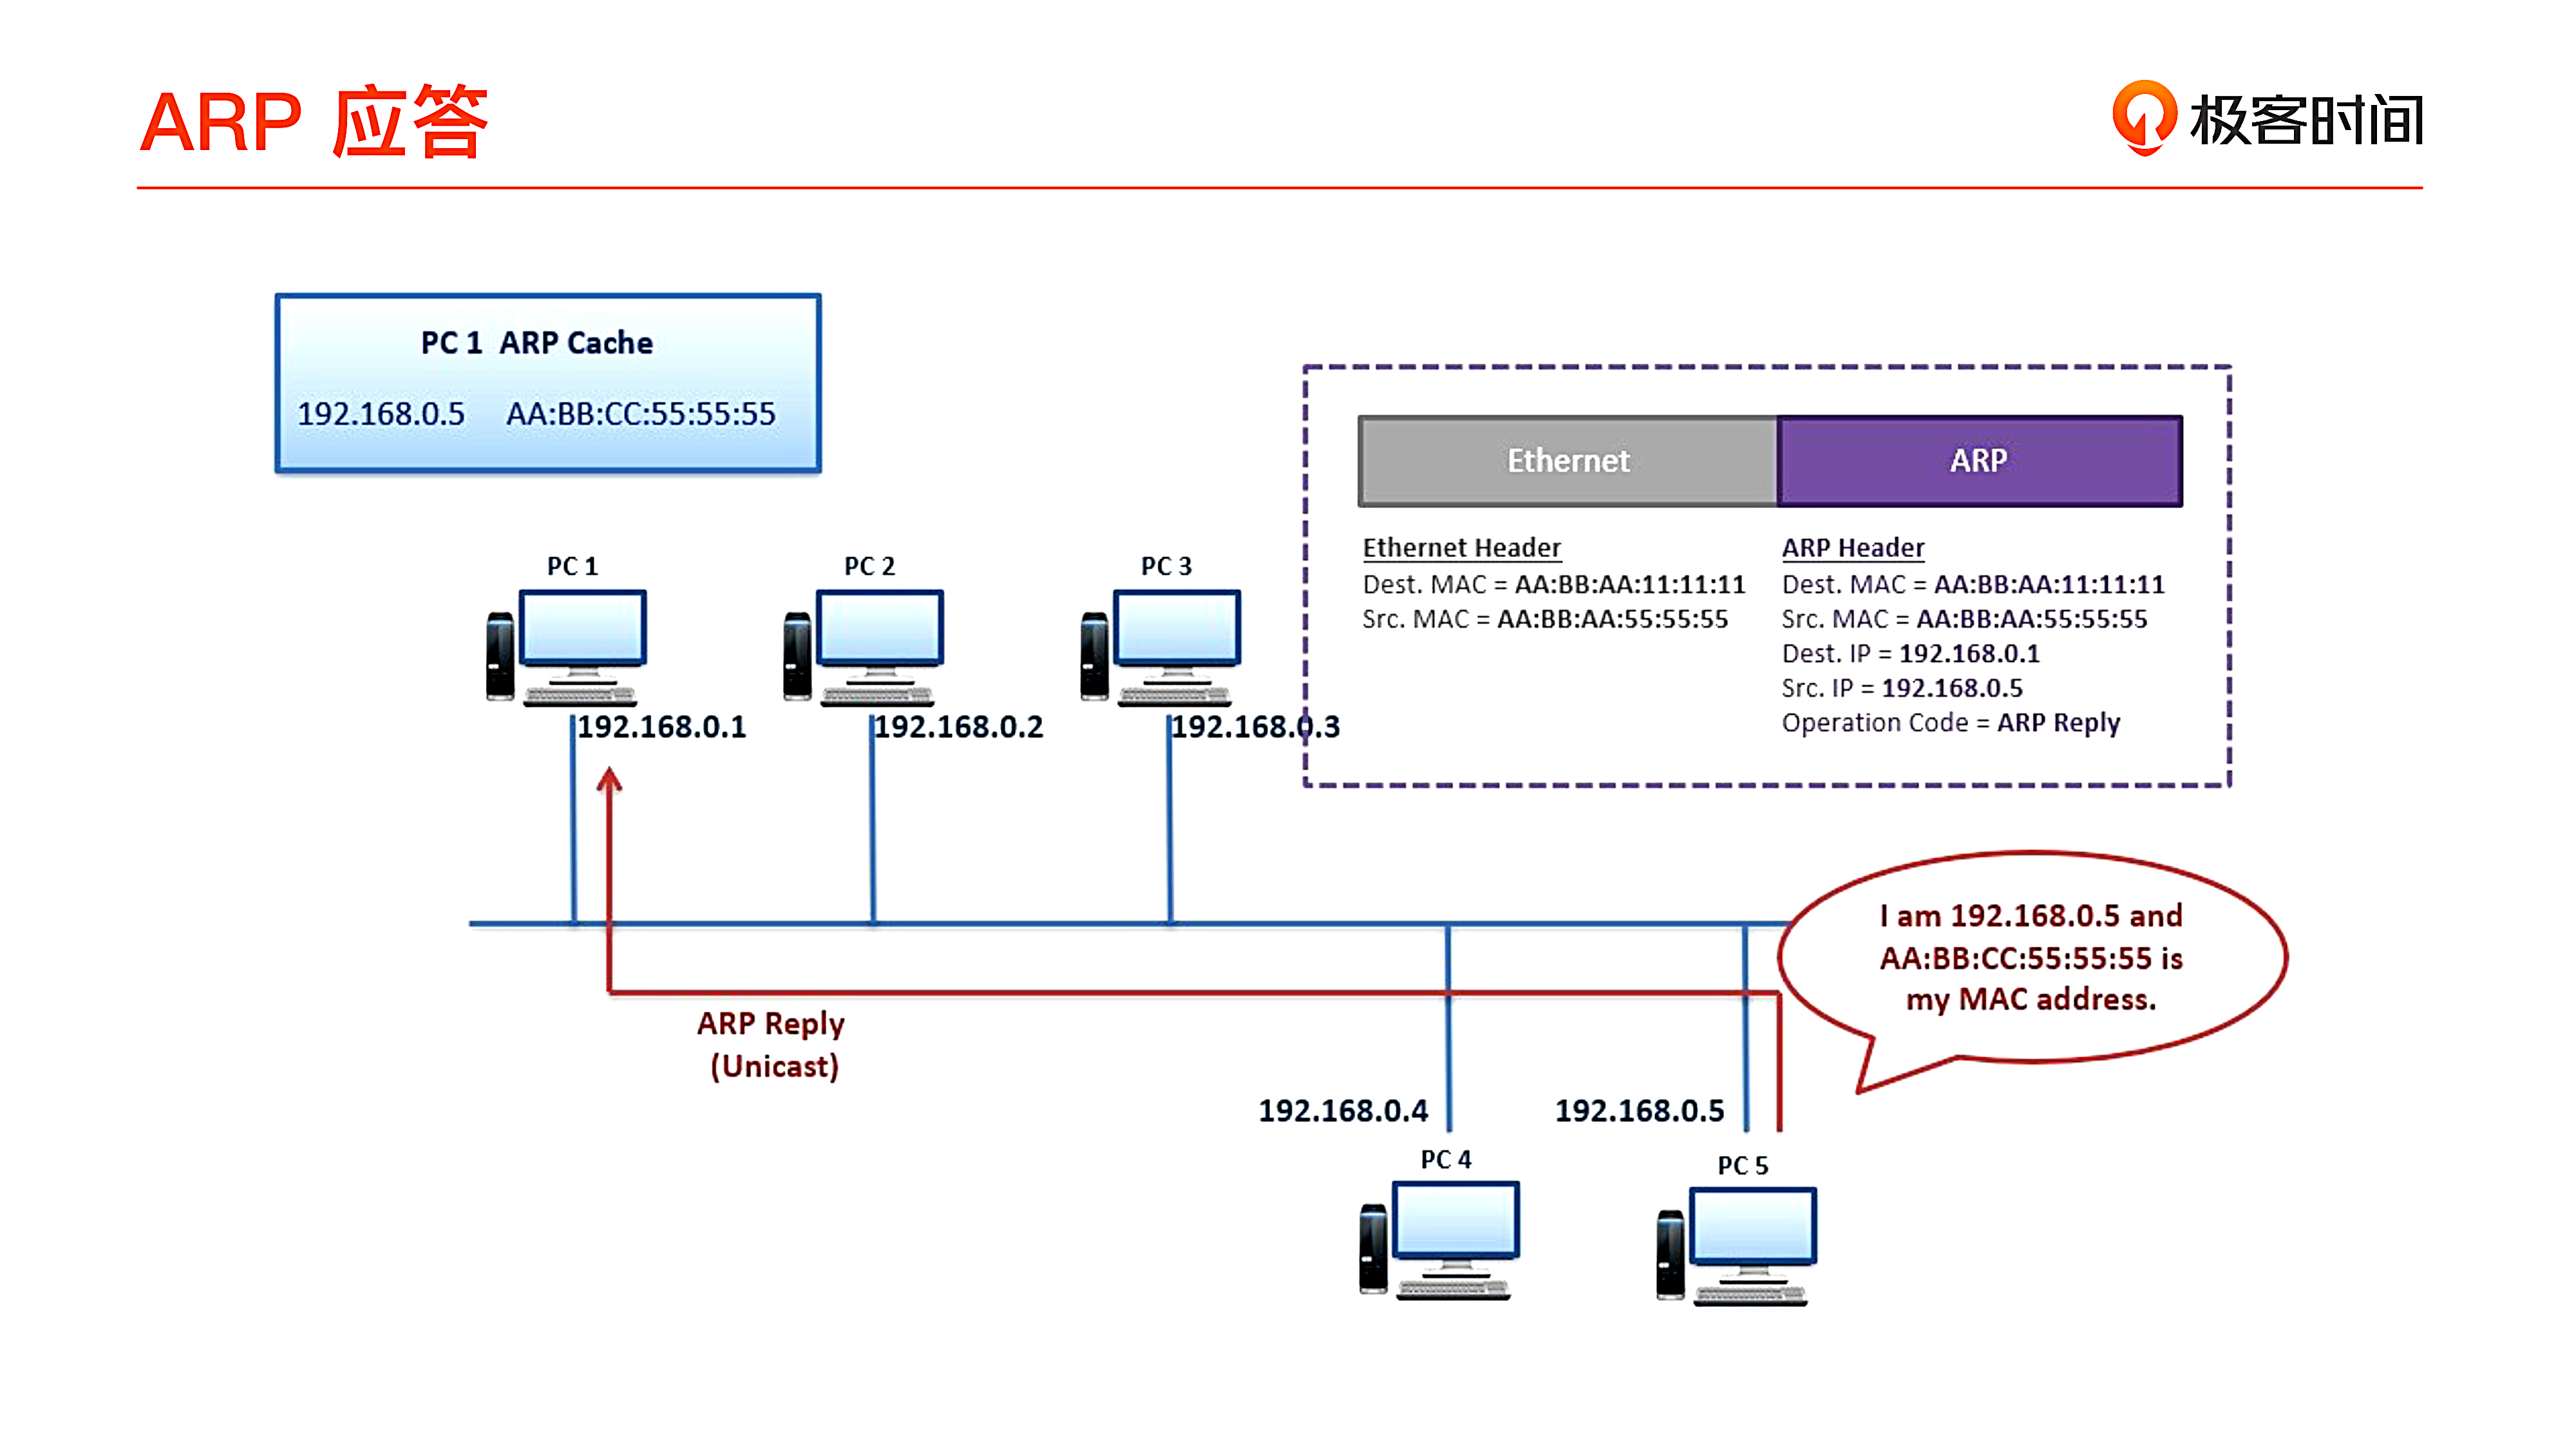 ARP 应答
极客时间
PC 1 ARP Cache
192.168.0.5 AA:BB:CC:55:55:55
Ethernet
ARP
Ethernet Header
Dest. MAC = AA:BB:AA:11:11:11
Src. MAC = AA:BB:AA:55:55:55
ARP Header
Dest. MAC = AA:BB:AA:11:11:11
Src. MAC = AA:BB:AA:55:55:55
Dest. IP = 192.168.0.1
Src. IP = 192.168.0.5
Operation Code = ARP Reply
PC 1
PC 2
PC 3
192.168.0.1
192.168.0.2
192.168.0.3
I am 192.168.0.5 and
AA:BB:CC:55:55:55 is
my MAC address.
ARP Reply
(Unicast)
192.168.0.4
192.168.0.5
PC 4
PC 5